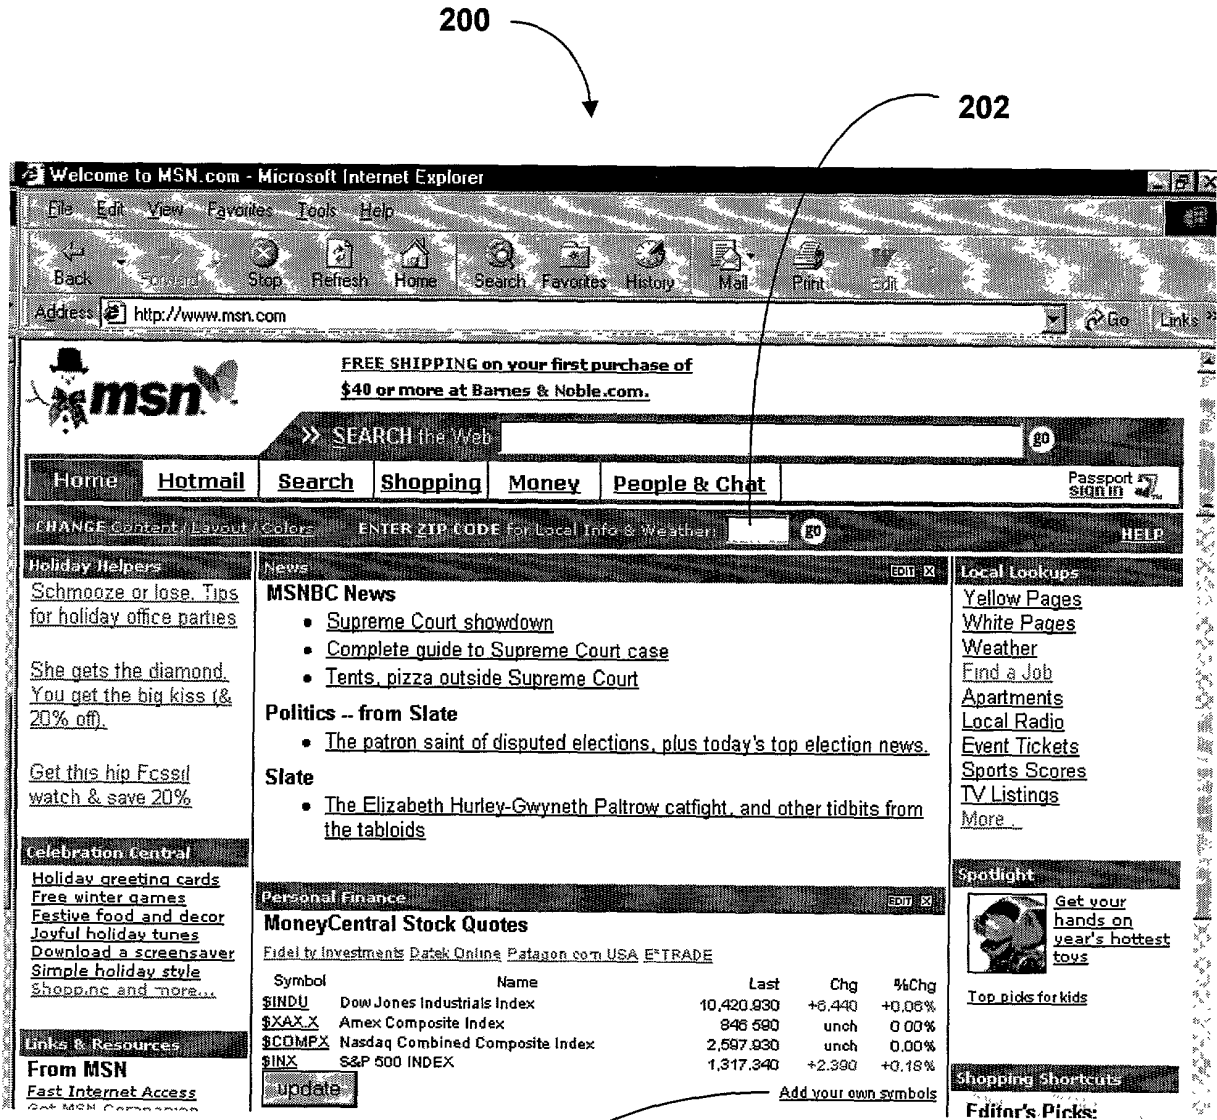 200
202
Welcome to MSN.com - Microsoft Internet Explorer
File Edit View Favorites Tools Help
Back Forward Stop Refresh Home Search Favorites History Mail Print Edit
Address http://www.msn.com Go Links »
msn
FREE SHIPPING on your first purchase of
$40 or more at Barnes & Noble.com.
>> SEARCH the Web go
Home Hotmail Search Shopping Money People & Chat Passport sign in
CHANGE Content / Layout / Colors ENTER ZIP CODE for Local Info & Weather: go HELP
Holiday Helpers
Schmooze or lose. Tips
for holiday office parties
She gets the diamond.
You get the big kiss (&
20% off).
Get this hip Fossil
watch & save 20%
Celebration Central
Holiday greeting cards
Free winter games
Festive food and decor
Joyful holiday tunes
Download a screensaver
Simple holiday style
Shopping and more...
Links & Resources
From MSN
Fast Internet Access
Get MSN Companion
News EDIT X
MSNBC News
• Supreme Court showdown
• Complete guide to Supreme Court case
• Tents, pizza outside Supreme Court
Politics -- from Slate
• The patron saint of disputed elections, plus today's top election news.
Slate
• The Elizabeth Hurley-Gwyneth Paltrow catfight, and other tidbits from
the tabloids
Personal Finance EDIT X
MoneyCentral Stock Quotes
Fidelity Investments Datek Online Patagon.com USA E*TRADE
Symbol Name Last Chg %Chg
$INDU Dow Jones Industrials Index 10,420.930 +6.440 +0.06%
$XAX.X Amex Composite Index 846.590 unch 0.00%
$COMPX Nasdaq Combined Composite Index 2,597.930 unch 0.00%
$INX S&P 500 INDEX 1,317.340 +2.390 +0.18%
update
Add your own symbols
Local Lookups
Yellow Pages
White Pages
Weather
Find a Job
Apartments
Local Radio
Event Tickets
Sports Scores
TV Listings
More...
Spotlight
Get your
hands on
year's hottest
toys
Top picks for kids
Shopping Shortcuts
Editor's Picks: